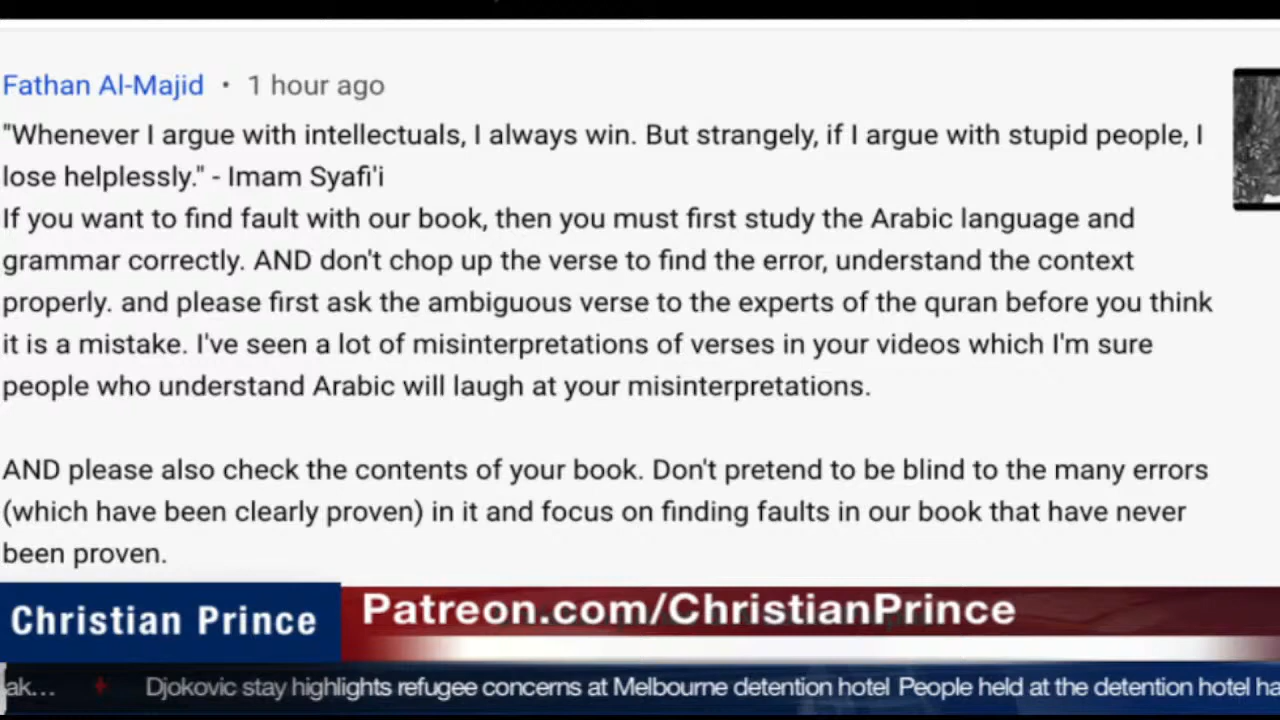 Fathan Al-Majid • 1 hour ago
"Whenever I argue with intellectuals, I always win. But strangely, if I argue with stupid people, I
lose helplessly." - Imam Syafi'i
If you want to find fault with our book, then you must first study the Arabic language and
grammar correctly. AND don't chop up the verse to find the error, understand the context
properly. and please first ask the ambiguous verse to the experts of the quran before you think
it is a mistake. I've seen a lot of misinterpretations of verses in your videos which I'm sure
people who understand Arabic will laugh at your misinterpretations.
AND please also check the contents of your book. Don't pretend to be blind to the many errors
(which have been clearly proven) in it and focus on finding faults in our book that have never
been proven.
Christian Prince
Patreon.com/ChristianPrince
ak... Djokovic stay highlights refugee concerns at Melbourne detention hotel People held at the detention hotel ha